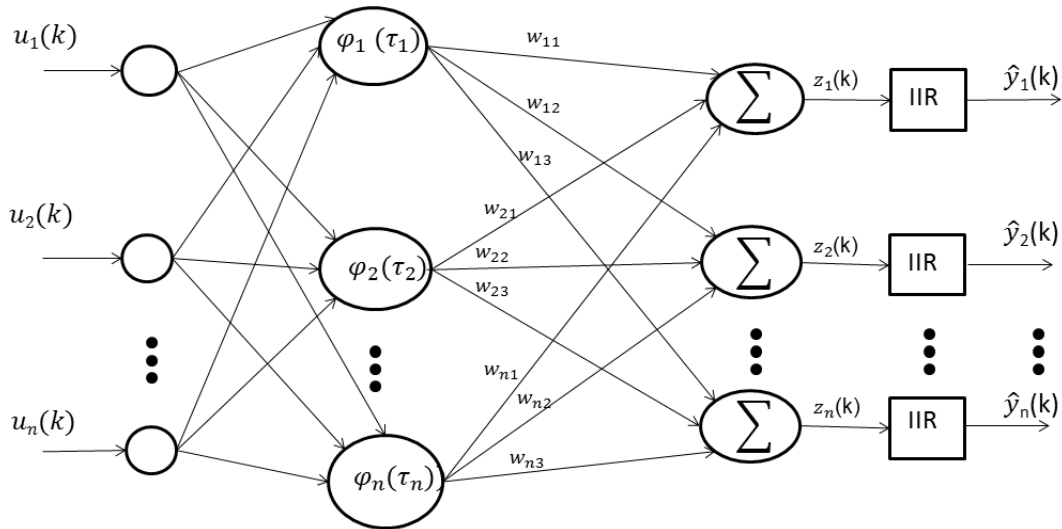 u₁(k)
φ₁ (τ₁)
w₁₁
∑
z₁(k)
IIR
ŷ₁(k)
w₁₂
w₁₃
u₂(k)
φ₂(τ₂)
w₂₁
w₂₂
w₂₃
∑
z₂(k)
IIR
ŷ₂(k)
uₙ(k)
φₙ(τₙ)
wₙ₁
wₙ₂
wₙ₃
∑
zₙ(k)
IIR
ŷₙ(k)